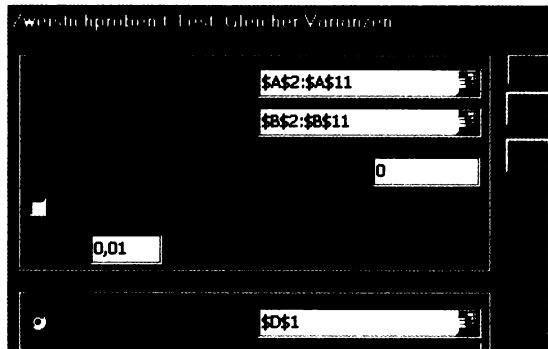 Zweistichproben t-Test: Gleicher Varianzen
$A$2:$A$11
$B$2:$B$11
0
0,01
$D$1